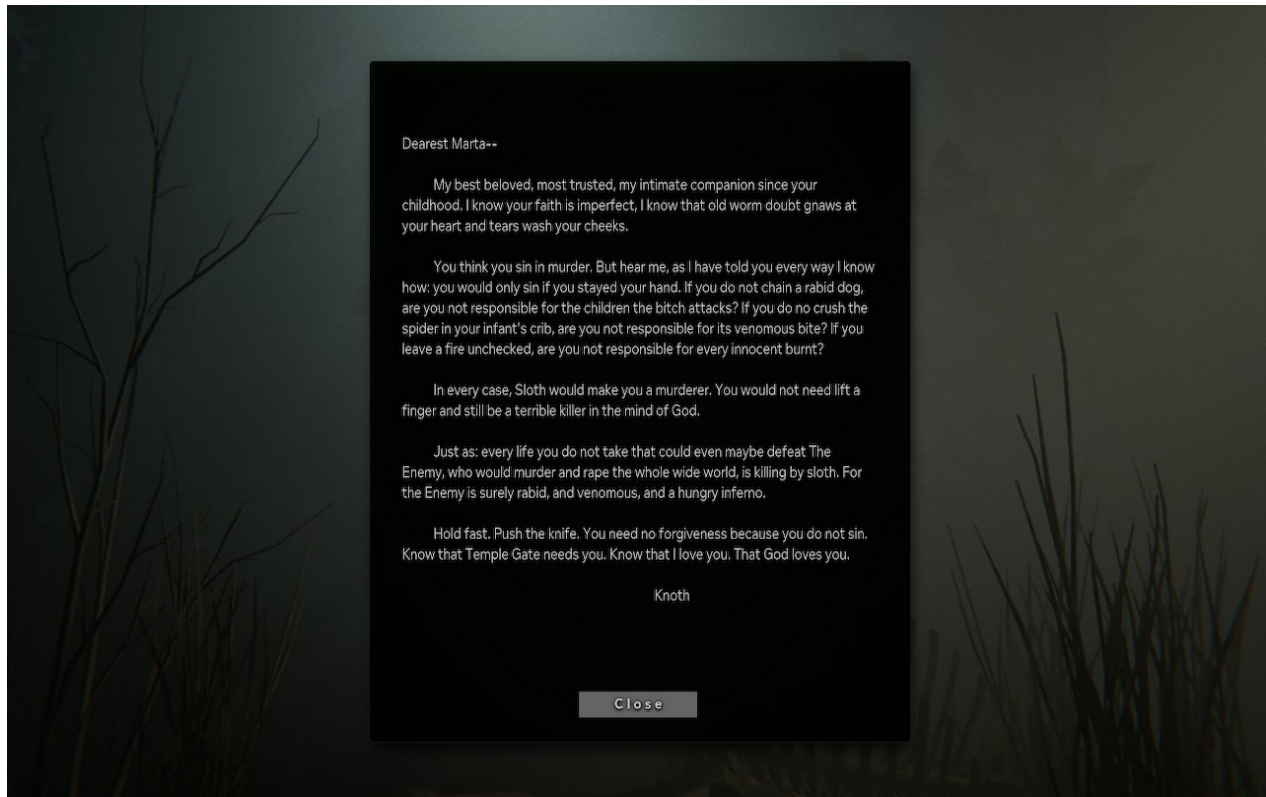 Dearest Marta--
My best beloved, most trusted, my intimate companion since your
childhood. I know your faith is imperfect, I know that old worm doubt gnaws at
your heart and tears wash your cheeks.
You think you sin in murder. But hear me, as I have told you every way I know
how: you would only sin if you stayed your hand. If you do not chain a rabid dog,
are you not responsible for the children the bitch attacks? If you do no crush the
spider in your infant's crib, are you not responsible for its venomous bite? If you
leave a fire unchecked, are you not responsible for every innocent burnt?
In every case, Sloth would make you a murderer. You would not need lift a
finger and still be a terrible killer in the mind of God.
Just as: every life you do not take that could even maybe defeat The
Enemy, who would murder and rape the whole wide world, is killing by sloth. For
the Enemy is surely rabid, and venomous, and a hungry inferno.
Hold fast. Push the knife. You need no forgiveness because you do not sin.
Know that Temple Gate needs you. Know that I love you. That God loves you.
Knoth
Close